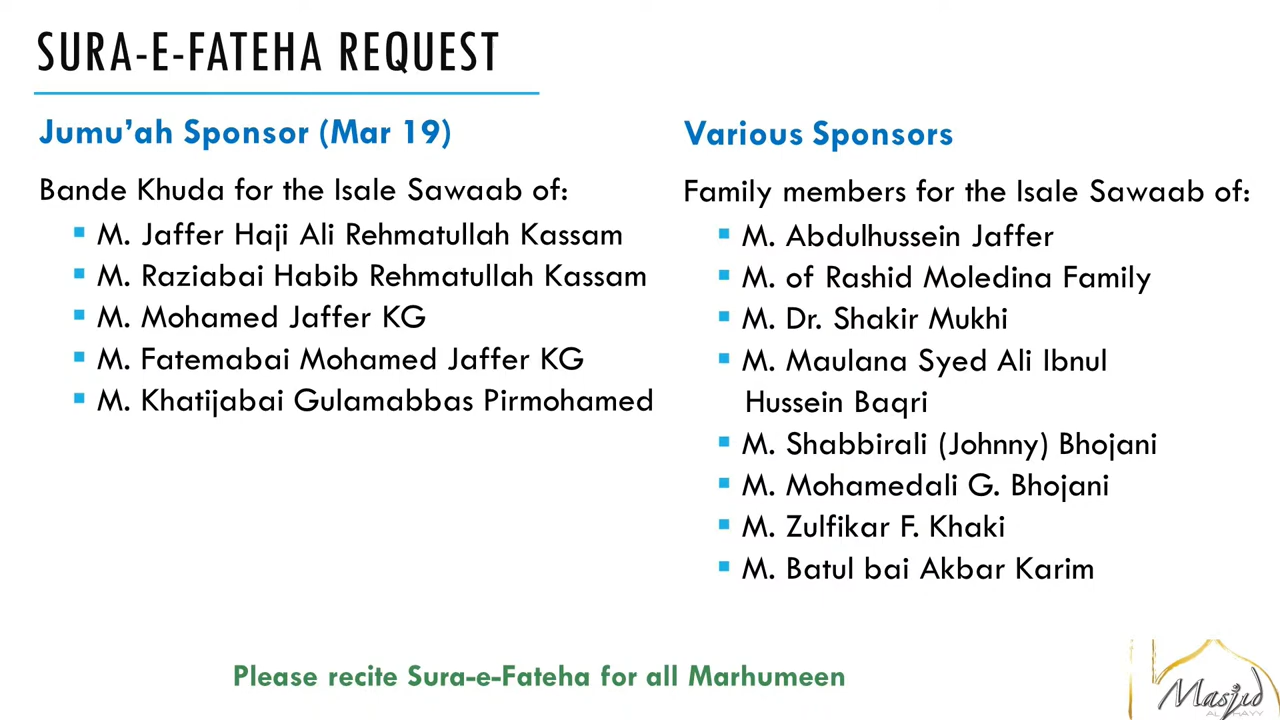 SURA-E-FATEHA REQUEST
Jumu’ah Sponsor (Mar 19)
Bande Khuda for the Isale Sawaab of:
▪ M. Jaffer Haji Ali Rehmatullah Kassam
▪ M. Raziabai Habib Rehmatullah Kassam
▪ M. Mohamed Jaffer KG
▪ M. Fatemabai Mohamed Jaffer KG
▪ M. Khatijabai Gulamabbas Pirmohamed
Various Sponsors
Family members for the Isale Sawaab of:
▪ M. Abdulhussein Jaffer
▪ M. of Rashid Moledina Family
▪ M. Dr. Shakir Mukhi
▪ M. Maulana Syed Ali Ibnul
Hussein Baqri
▪ M. Shabbirali (Johnny) Bhojani
▪ M. Mohamedali G. Bhojani
▪ M. Zulfikar F. Khaki
▪ M. Batul bai Akbar Karim
Please recite Sura-e-Fateha for all Marhumeen
Masjid